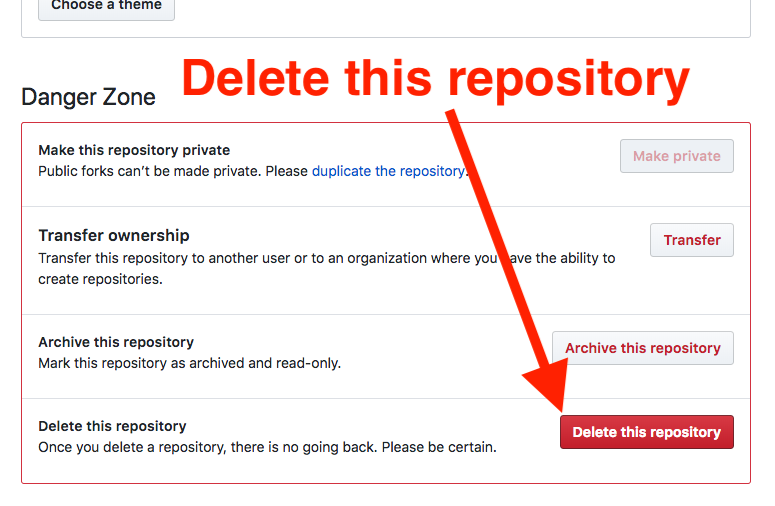 Choose a theme
Delete this repository
Danger Zone
Make this repository private
Public forks can't be made private. Please duplicate the repository.
Make private
Transfer ownership
Transfer this repository to another user or to an organization where you have the ability to
create repositories.
Transfer
Archive this repository
Mark this repository as archived and read-only.
Archive this repository
Delete this repository
Once you delete a repository, there is no going back. Please be certain.
Delete this repository